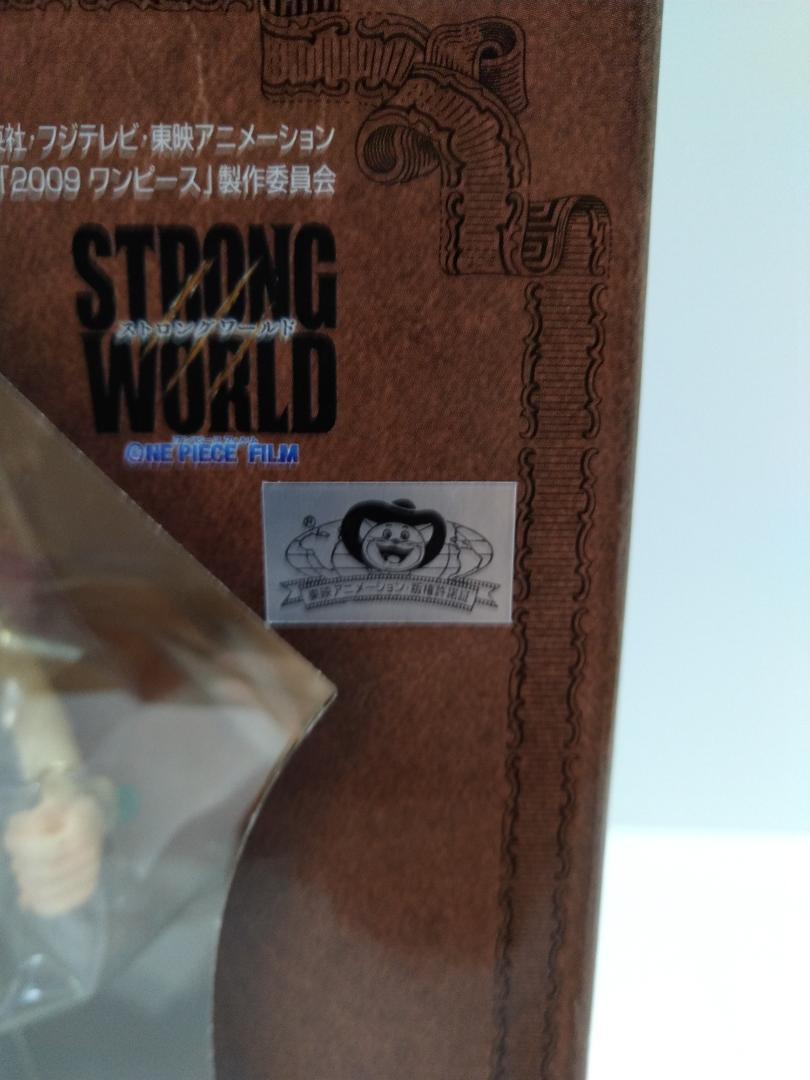 社・フジテレビ・東映アニメーション
「2009 ワンピース」製作委員会
STRONG
ストロングワールド
WORLD
ONE PIECE FILM
®
東映アニメーション・版権許諾証